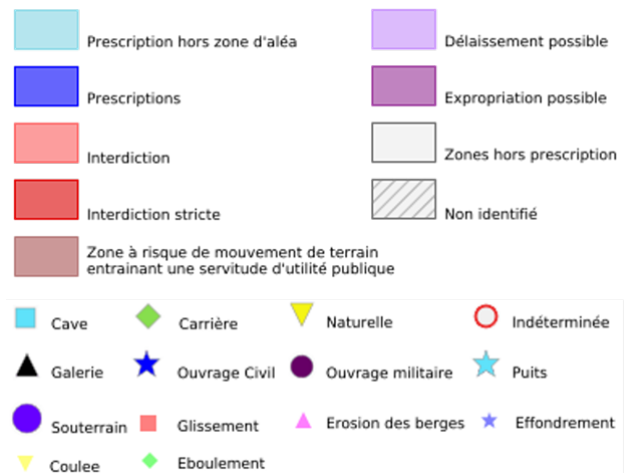 Prescription hors zone d'aléa
Délaissement possible
Prescriptions
Expropriation possible
Interdiction
Zones hors prescription
Interdiction stricte
Non identifié
Zone à risque de mouvement de terrain
entrainant une servitude d'utilité publique
Cave
Carrière
Naturelle
Indéterminée
Galerie
Ouvrage Civil
Ouvrage militaire
Puits
Souterrain
Glissement
Erosion des berges
Effondrement
Coulee
Eboulement